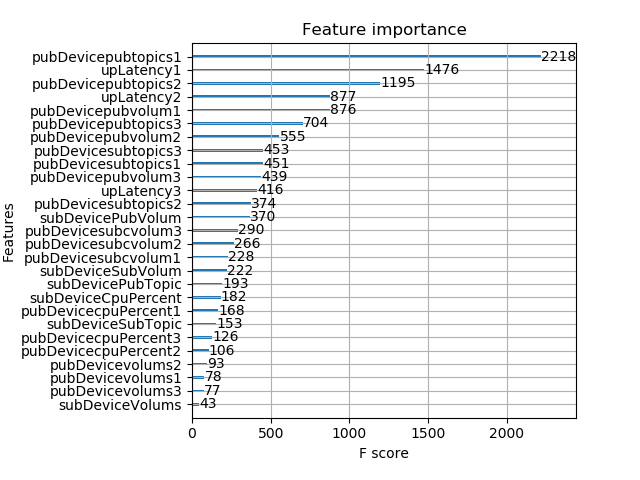 Feature importance
pubDevicepubtopics1 2218
upLatency1 1476
pubDevicepubtopics2 1195
upLatency2 877
pubDevicepubvolum1 876
pubDevicepubtopics3 704
pubDevicepubvolum2 555
pubDevicesubtopics3 453
pubDevicesubtopics1 451
pubDevicepubvolum3 439
upLatency3 416
pubDevicesubtopics2 374
subDevicePubVolum 370
pubDevicesubcvolum3 290
pubDevicesubcvolum2 266
pubDevicesubcvolum1 228
subDeviceSubVolum 222
subDevicePubTopic 193
subDeviceCpuPercent 182
pubDevicecpuPercent1 168
subDeviceSubTopic 153
pubDevicecpuPercent3 126
pubDevicecpuPercent2 106
pubDevicevolums2 93
pubDevicevolums1 78
pubDevicevolums3 77
subDeviceVolums 43
Features
0 500 1000 1500 2000
F score